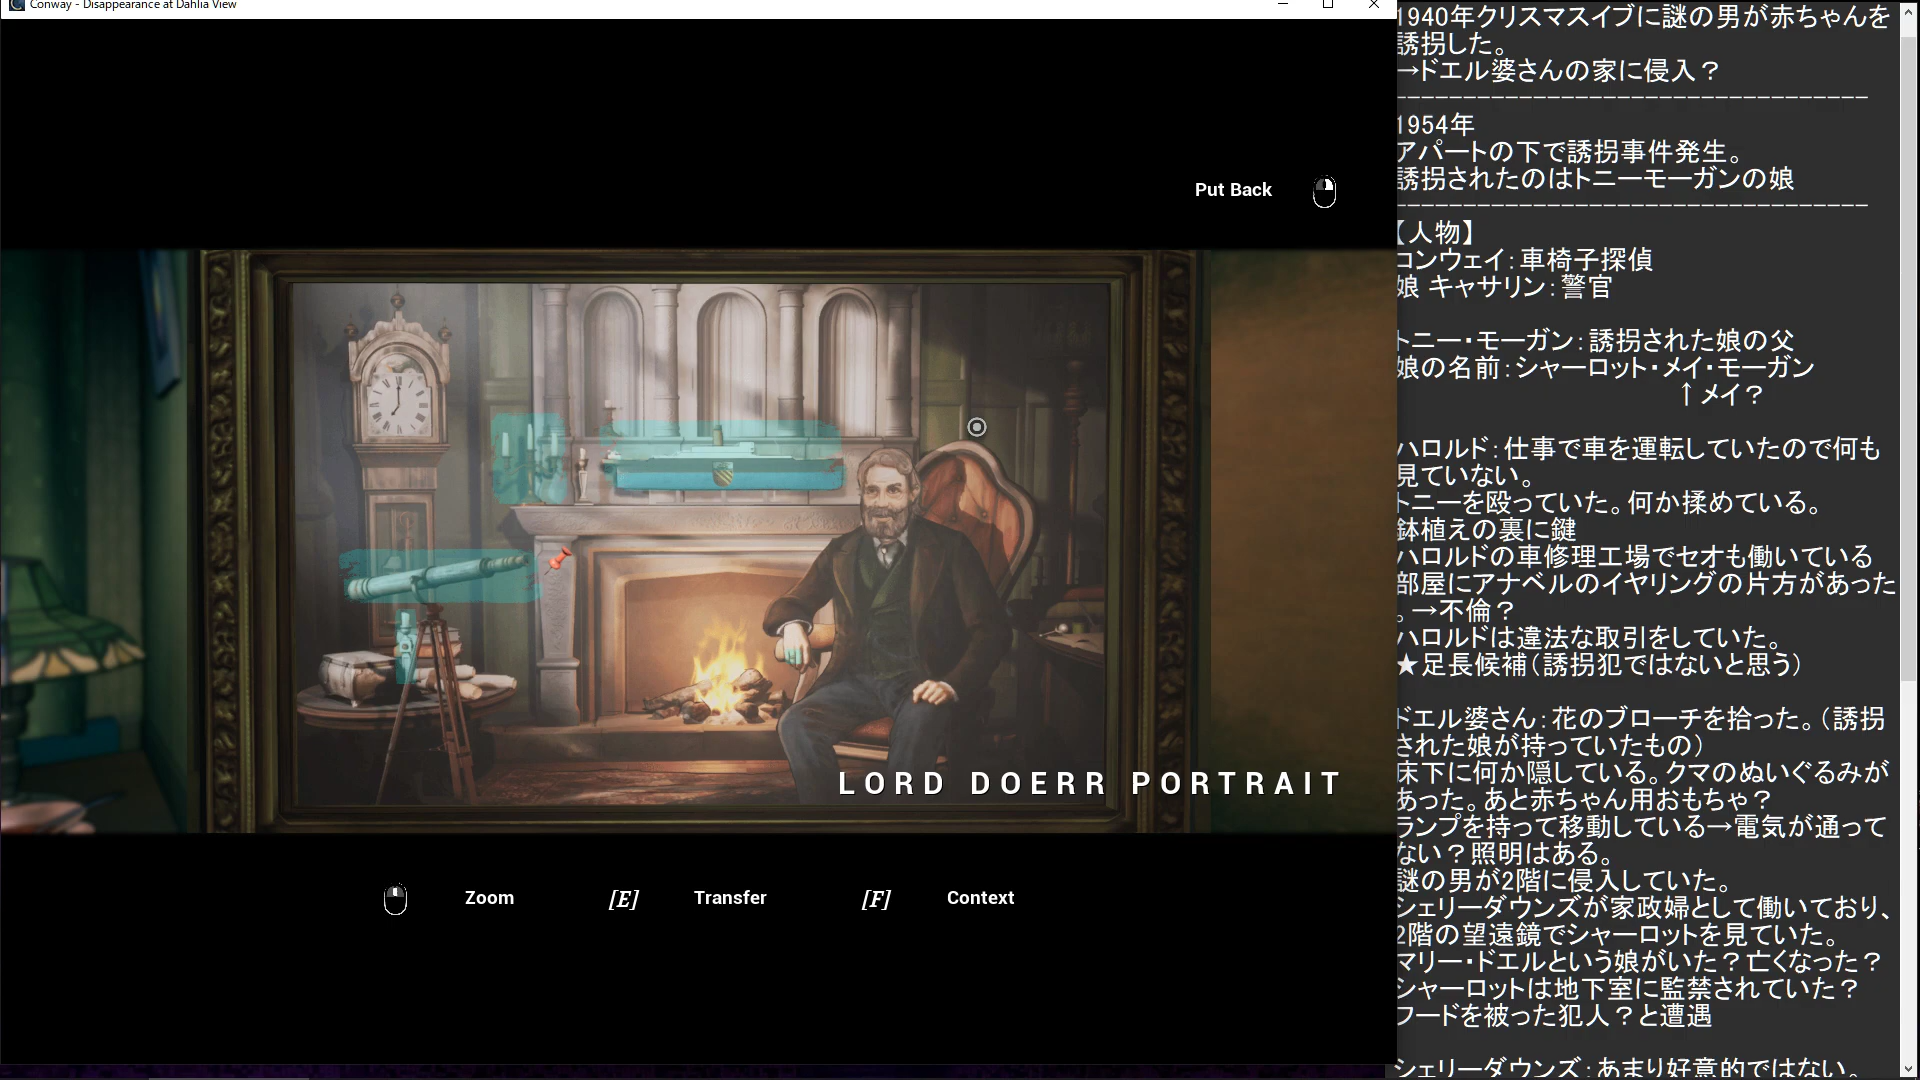 Conway - Disappearance at Dahlia View
Put Back
LORD DOERR PORTRAIT
Zoom
[E] Transfer
[F] Context
1940年クリスマスイブに謎の男が赤ちゃんを
誘拐した。
→ドエル婆さんの家に侵入？
-----------------------------------
1954年
アパートの下で誘拐事件発生。
誘拐されたのはトニーモーガンの娘
-----------------------------------
【人物】
コンウェイ：車椅子探偵
娘 キャサリン：警官
トニー・モーガン：誘拐された娘の父
娘の名前：シャーロット・メイ・モーガン
↑メイ？
ハロルド：仕事で車を運転していたので何も
見ていない。
トニーを殴っていた。何か揉めている。
鉢植えの裏に鍵
ハロルドの車修理工場でセオも働いている
部屋にアナベルのイヤリングの片方があった
。→不倫？
ハロルドは違法な取引をしていた。
★足長候補（誘拐犯ではないと思う）
ドエル婆さん：花のブローチを拾った。（誘拐
された娘が持っていたもの）
床下に何か隠している。クマのぬいぐるみが
あった。あと赤ちゃん用おもちゃ？
ランプを持って移動している→電気が通って
ない？照明はある。
謎の男が2階に侵入していた。
シェリーダウンズが家政婦として働いており、
2階の望遠鏡でシャーロットを見ていた。
マリー・ドエルという娘がいた？亡くなった？
シャーロットは地下室に監禁されていた？
フードを被った犯人？と遭遇
シェリーダウンズ：あまり好意的ではない。